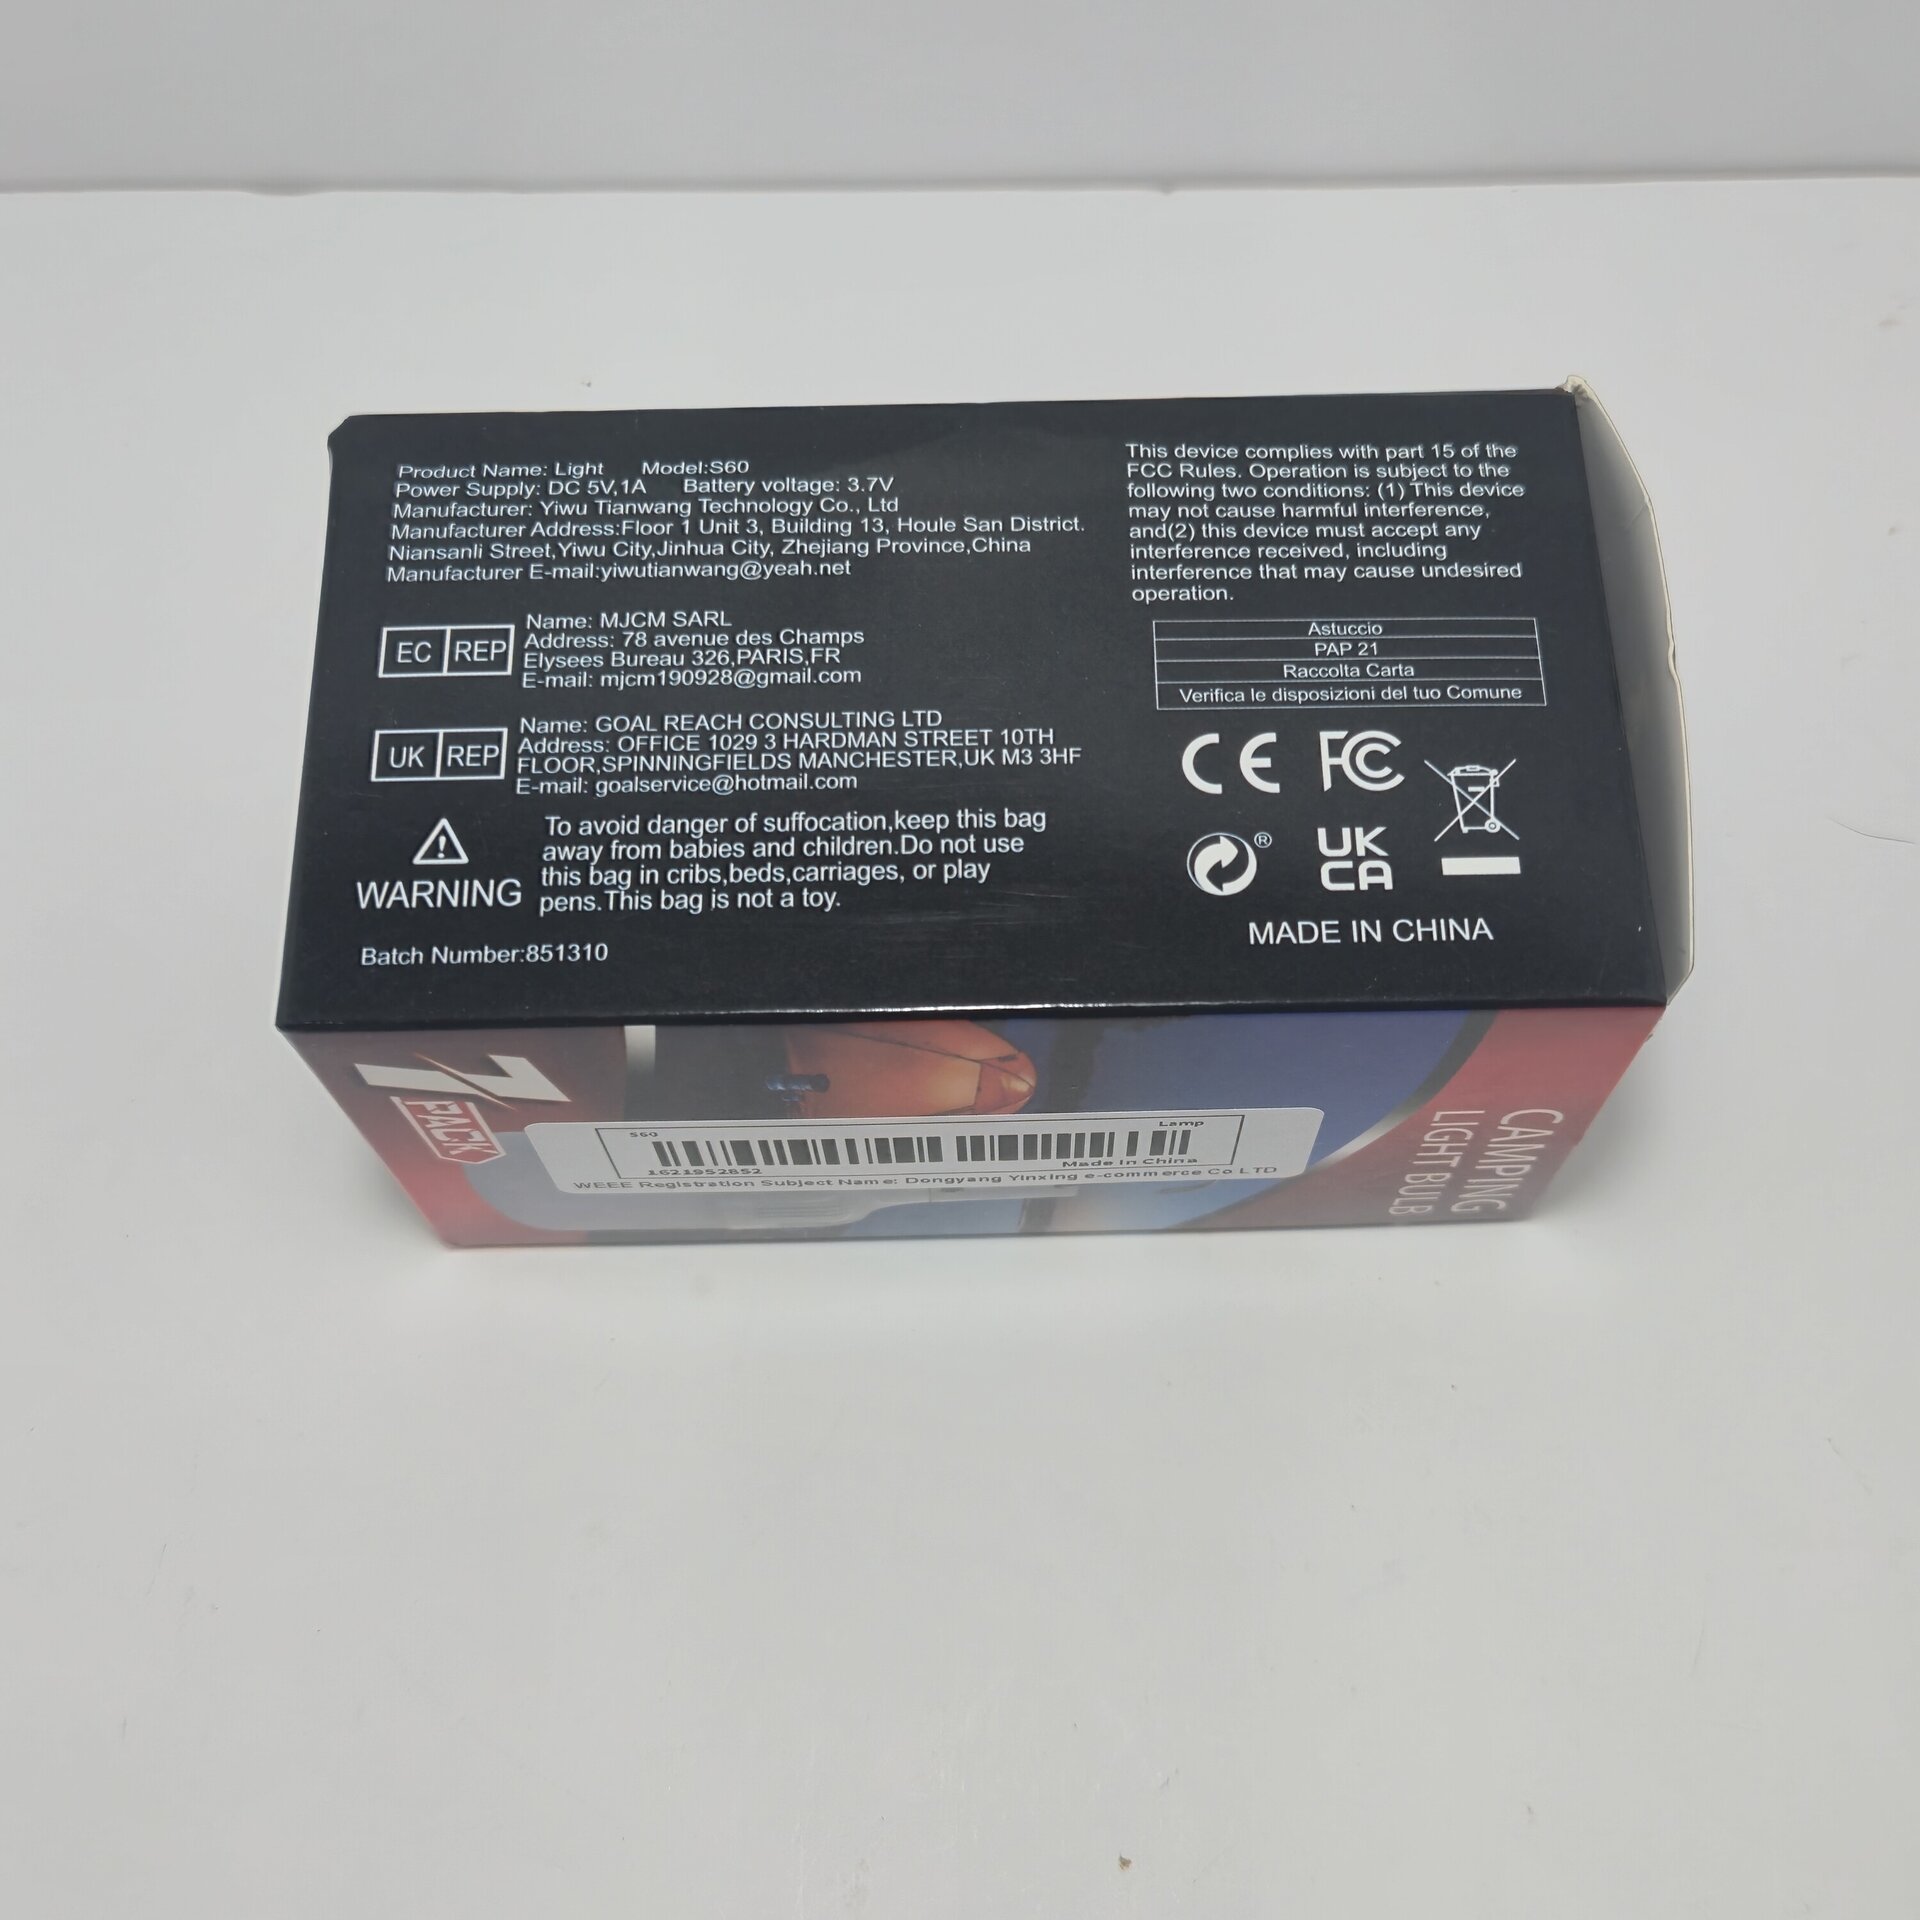 Product Name: Light Model:S60
Power Supply: DC 5V,1A Battery voltage: 3.7V
Manufacturer: Yiwu Tianwang Technology Co., Ltd
Manufacturer Address:Floor 1 Unit 3, Building 13, Houle San District.
Niansanli Street,Yiwu City,Jinhua City, Zhejiang Province,China
Manufacturer E-mail:yiwutianwang@yeah.net
EC REP
Name: MJCM SARL
Address: 78 avenue des Champs
Elysees Bureau 326,PARIS,FR
E-mail: mjcm190928@gmail.com
UK REP
Name: GOAL REACH CONSULTING LTD
Address: OFFICE 1029 3 HARDMAN STREET 10TH
FLOOR,SPINNINGFIELDS MANCHESTER,UK M3 3HF
E-mail: goalservice@hotmail.com
WARNING
To avoid danger of suffocation,keep this bag
away from babies and children.Do not use
this bag in cribs,beds,carriages, or play
pens.This bag is not a toy.
Batch Number:851310
This device complies with part 15 of the
FCC Rules. Operation is subject to the
following two conditions: (1) This device
may not cause harmful interference,
and(2) this device must accept any
interference received, including
interference that may cause undesired
operation.
Astuccio
PAP 21
Raccolta Carta
Verifica le disposizioni del tuo Comune
CE FC
®
UK
CA
MADE IN CHINA
7
PACK
S60 Lamp
1621952852 Made In China
WEEE Registration Subject Name: Dongyang Yinxing e-commerce Co LTD
CAMPING
LIGHT BULB